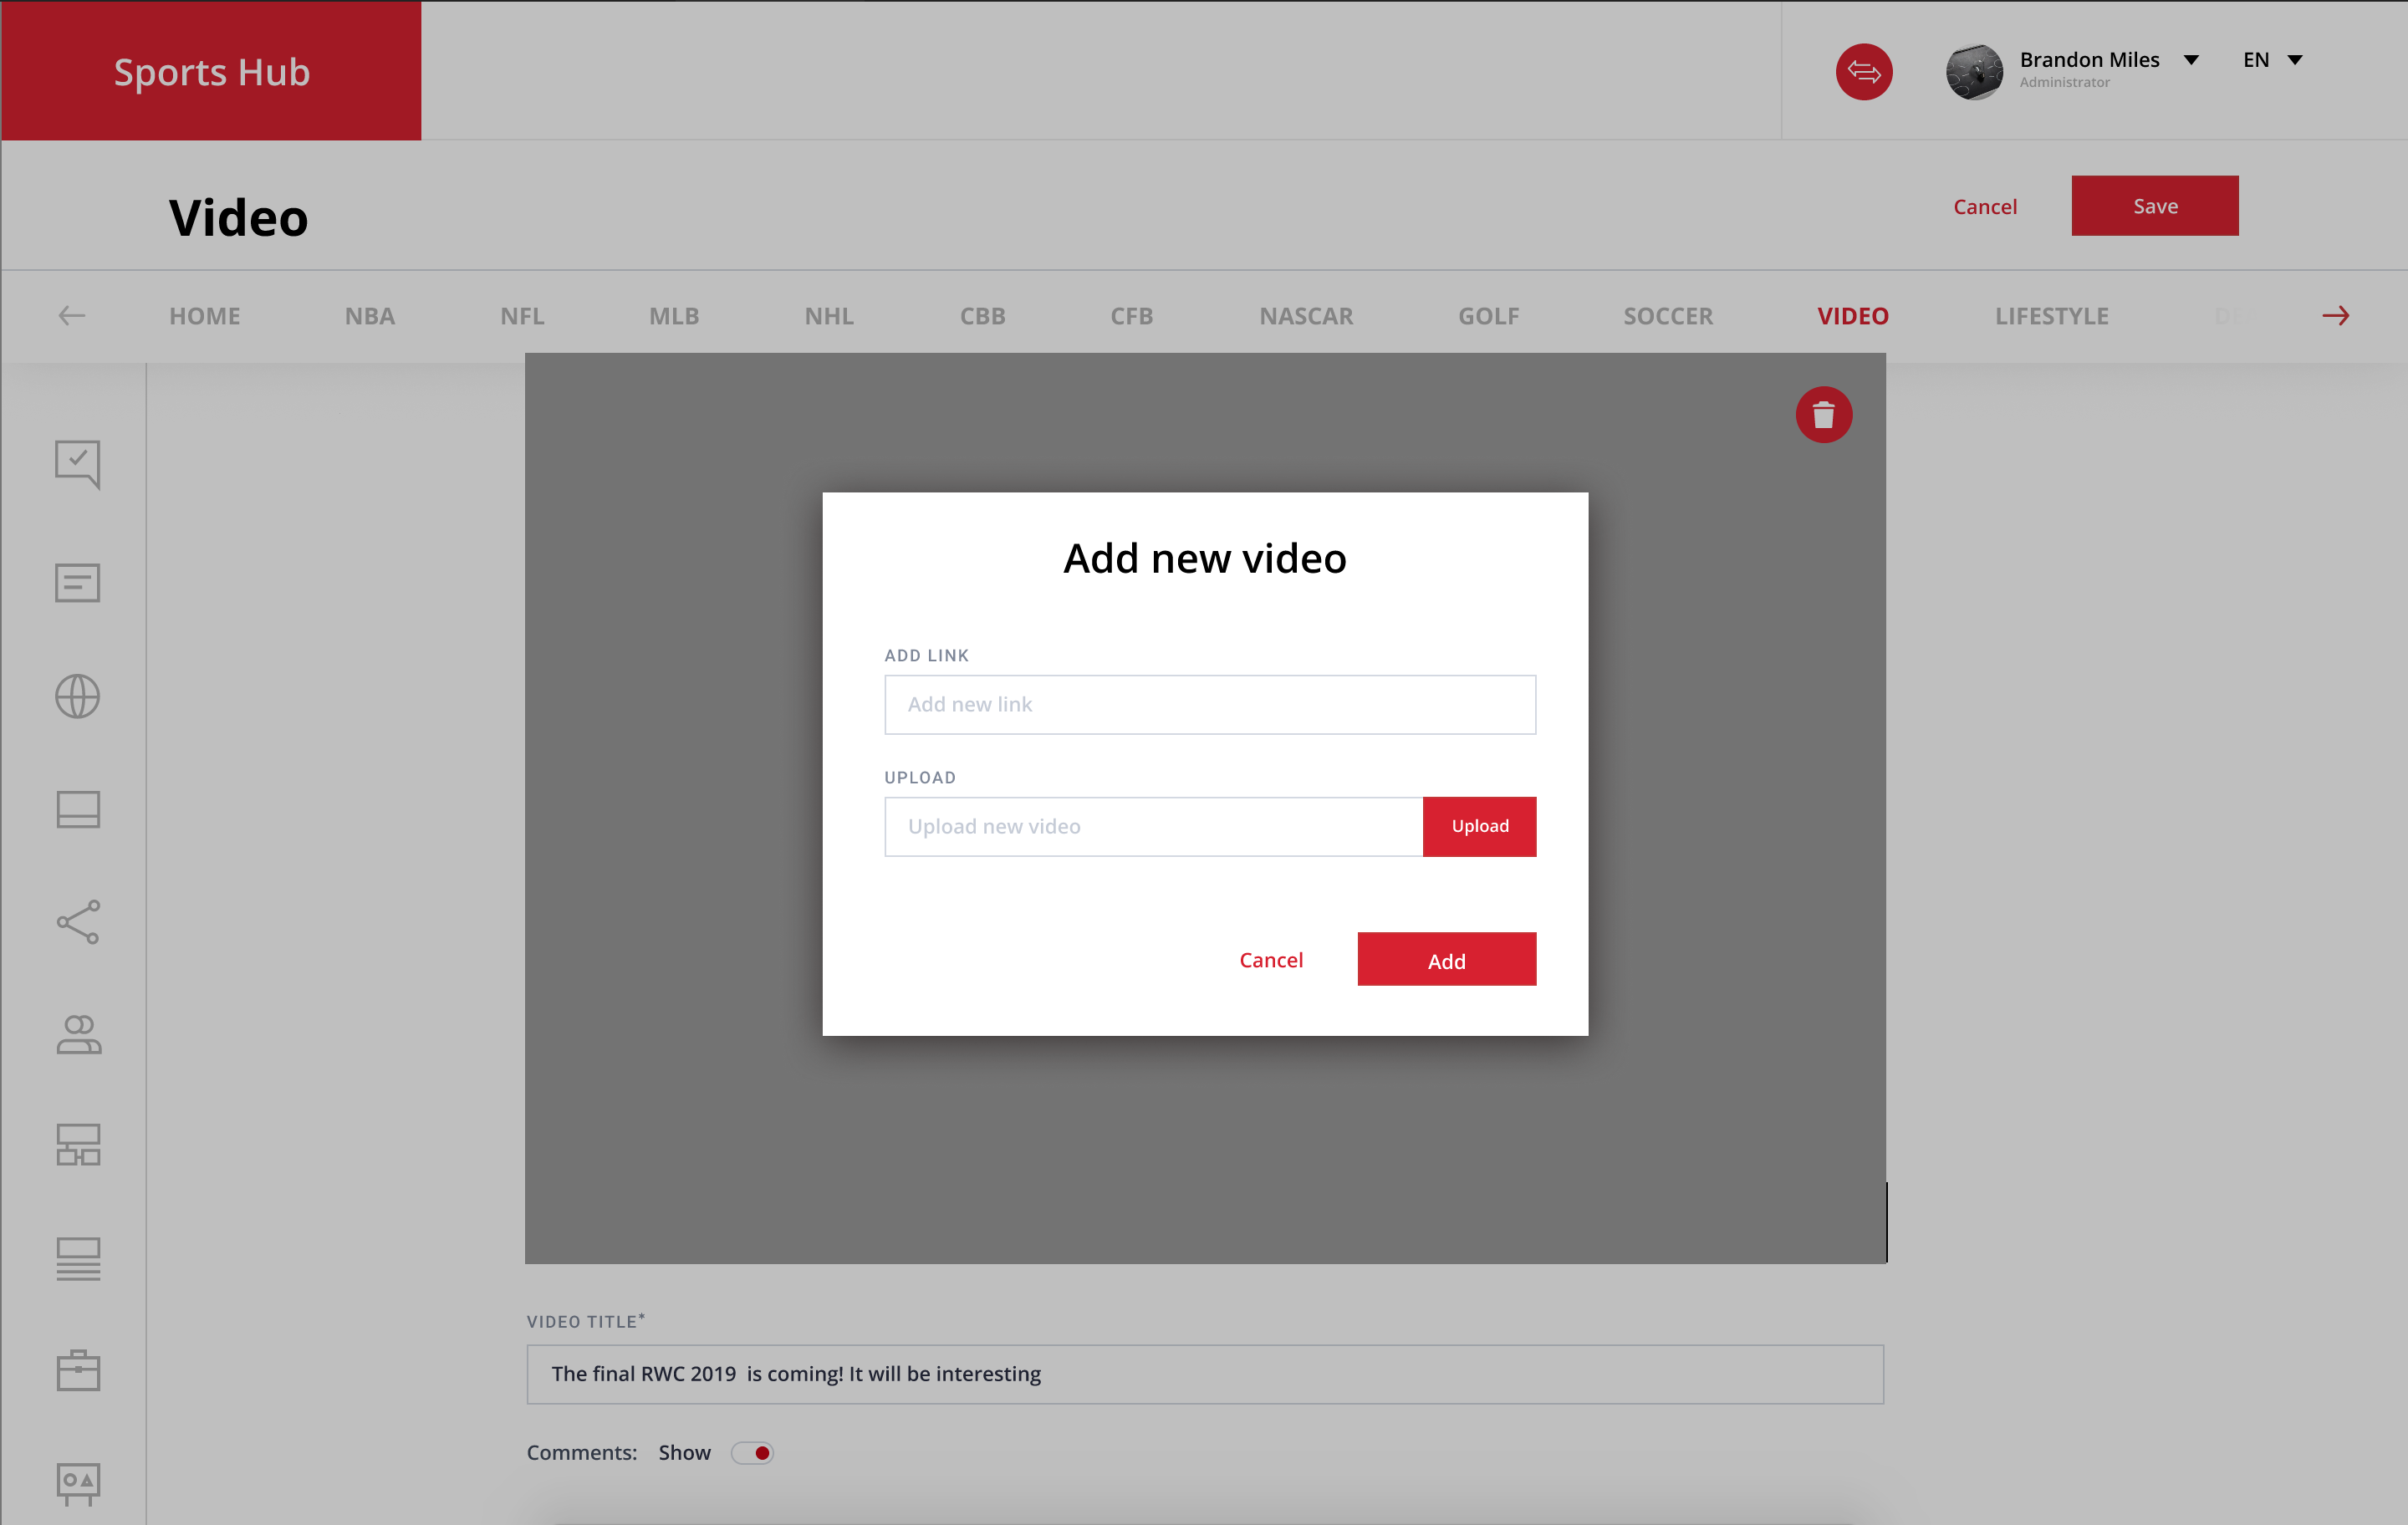 Sports Hub
Brandon Miles
EN
Administrator
Video
Cancel
Save
HOME
NBA
NFL
MLB
NHL
CBB
CFB
NASCAR
GOLF
SOCCER
VIDEO
LIFESTYLE
Add new video
ADD LINK
Add new link
UPLOAD
Upload new video
Upload
Cancel
Add
VIDEO TITLE*
The final RWC 2019  is coming! It will be interesting
Comments: Show